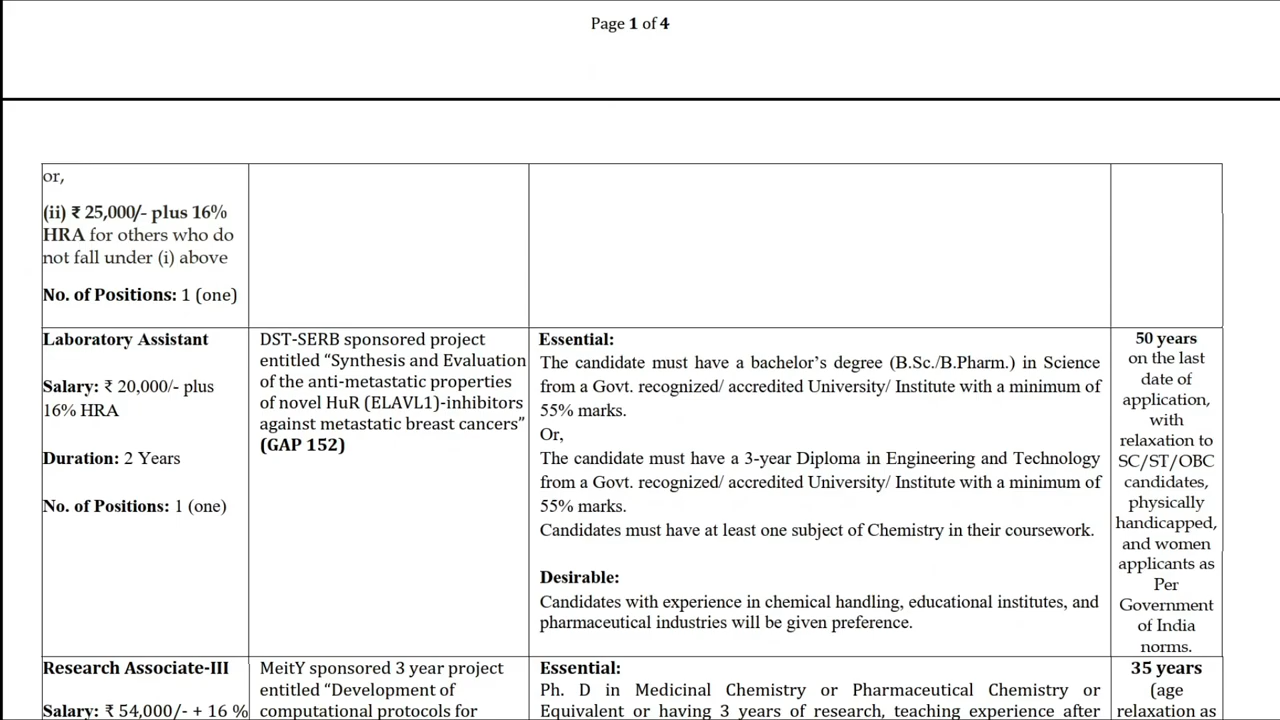 Page 1 of 4
or,
(ii) ₹ 25,000/- plus 16%
HRA for others who do
not fall under (i) above
No. of Positions: 1 (one)
Laboratory Assistant
Salary: ₹ 20,000/- plus
16% HRA
Duration: 2 Years
No. of Positions: 1 (one)
DST-SERB sponsored project
entitled “Synthesis and Evaluation
of the anti-metastatic properties
of novel HuR (ELAVL1)-inhibitors
against metastatic breast cancers”
(GAP 152)
Essential:
The candidate must have a bachelor’s degree (B.Sc./B.Pharm.) in Science
from a Govt. recognized/ accredited University/ Institute with a minimum of
55% marks.
Or,
The candidate must have a 3-year Diploma in Engineering and Technology
from a Govt. recognized/ accredited University/ Institute with a minimum of
55% marks.
Candidates must have at least one subject of Chemistry in their coursework.
Desirable:
Candidates with experience in chemical handling, educational institutes, and
pharmaceutical industries will be given preference.
50 years
on the last
date of
application,
with
relaxation to
SC/ST/OBC
candidates,
physically
handicapped,
and women
applicants as
Per
Government
of India
norms.
Research Associate-III
Salary: ₹ 54,000/- + 16 %
MeitY sponsored 3 year project
entitled “Development of
computational protocols for
Essential:
Ph. D in Medicinal Chemistry or Pharmaceutical Chemistry or
Equivalent or having 3 years of research, teaching experience after
35 years
(age
relaxation as